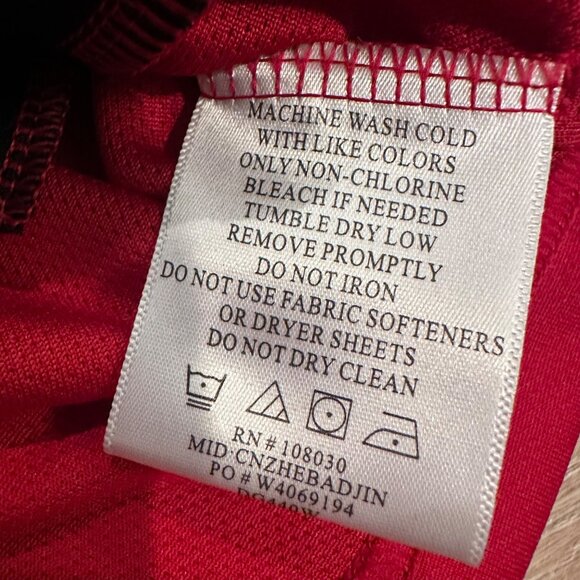 MACHINE WASH COLD
WITH LIKE COLORS
ONLY NON-CHLORINE
BLEACH IF NEEDED
TUMBLE DRY LOW
REMOVE PROMPTLY
DO NOT IRON
DO NOT USE FABRIC SOFTENERS
OR DRYER SHEETS
DO NOT DRY CLEAN
RN # 108030
MID: CNZHEBADJIN
PO # W4069194